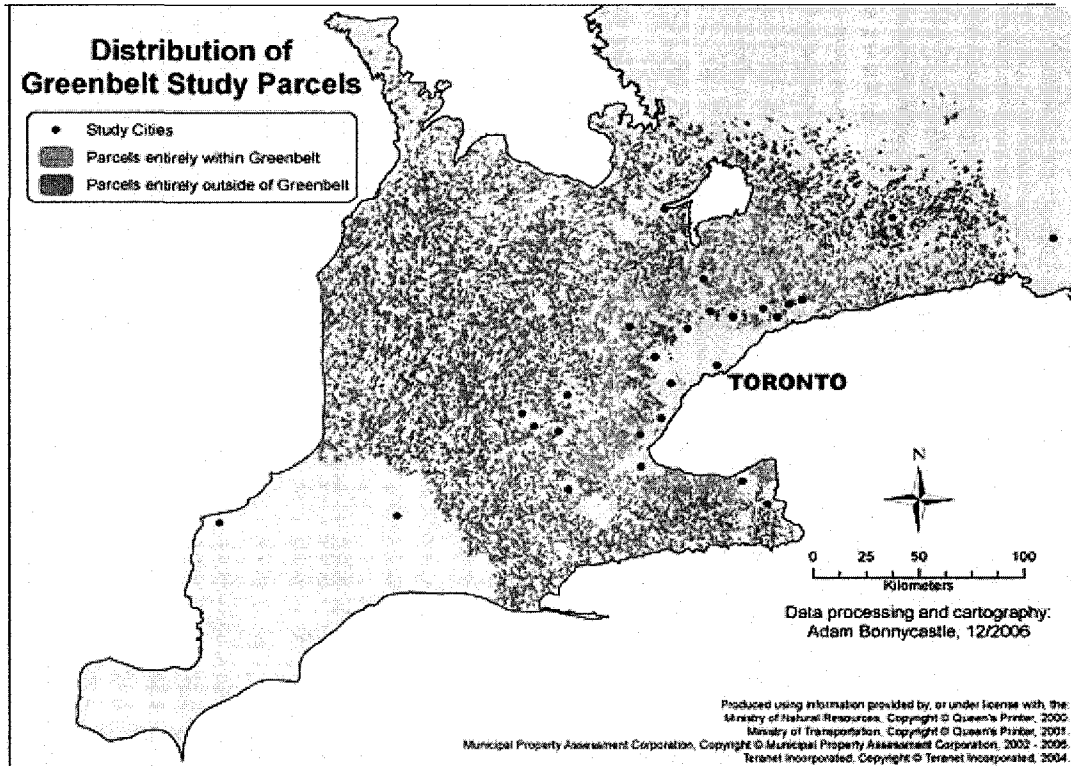 Distribution of
Greenbelt Study Parcels
Study Cities
Parcels entirely within Greenbelt
Parcels entirely outside of Greenbelt
TORONTO
N
0 25 50 100
Kilometers
Data processing and cartography:
Adam Bonnycastle, 12/2006
Produced using information provided by, or under license with, the:
Ministry of Natural Resources, Copyright © Queen's Printer, 2000.
Ministry of Transportation, Copyright © Queen's Printer, 2001.
Municipal Property Assessment Corporation, Copyright © Municipal Property Assessment Corporation, 2002 -
Teranet Incorporated, Copyright © Teranet Incorporated, 2004.